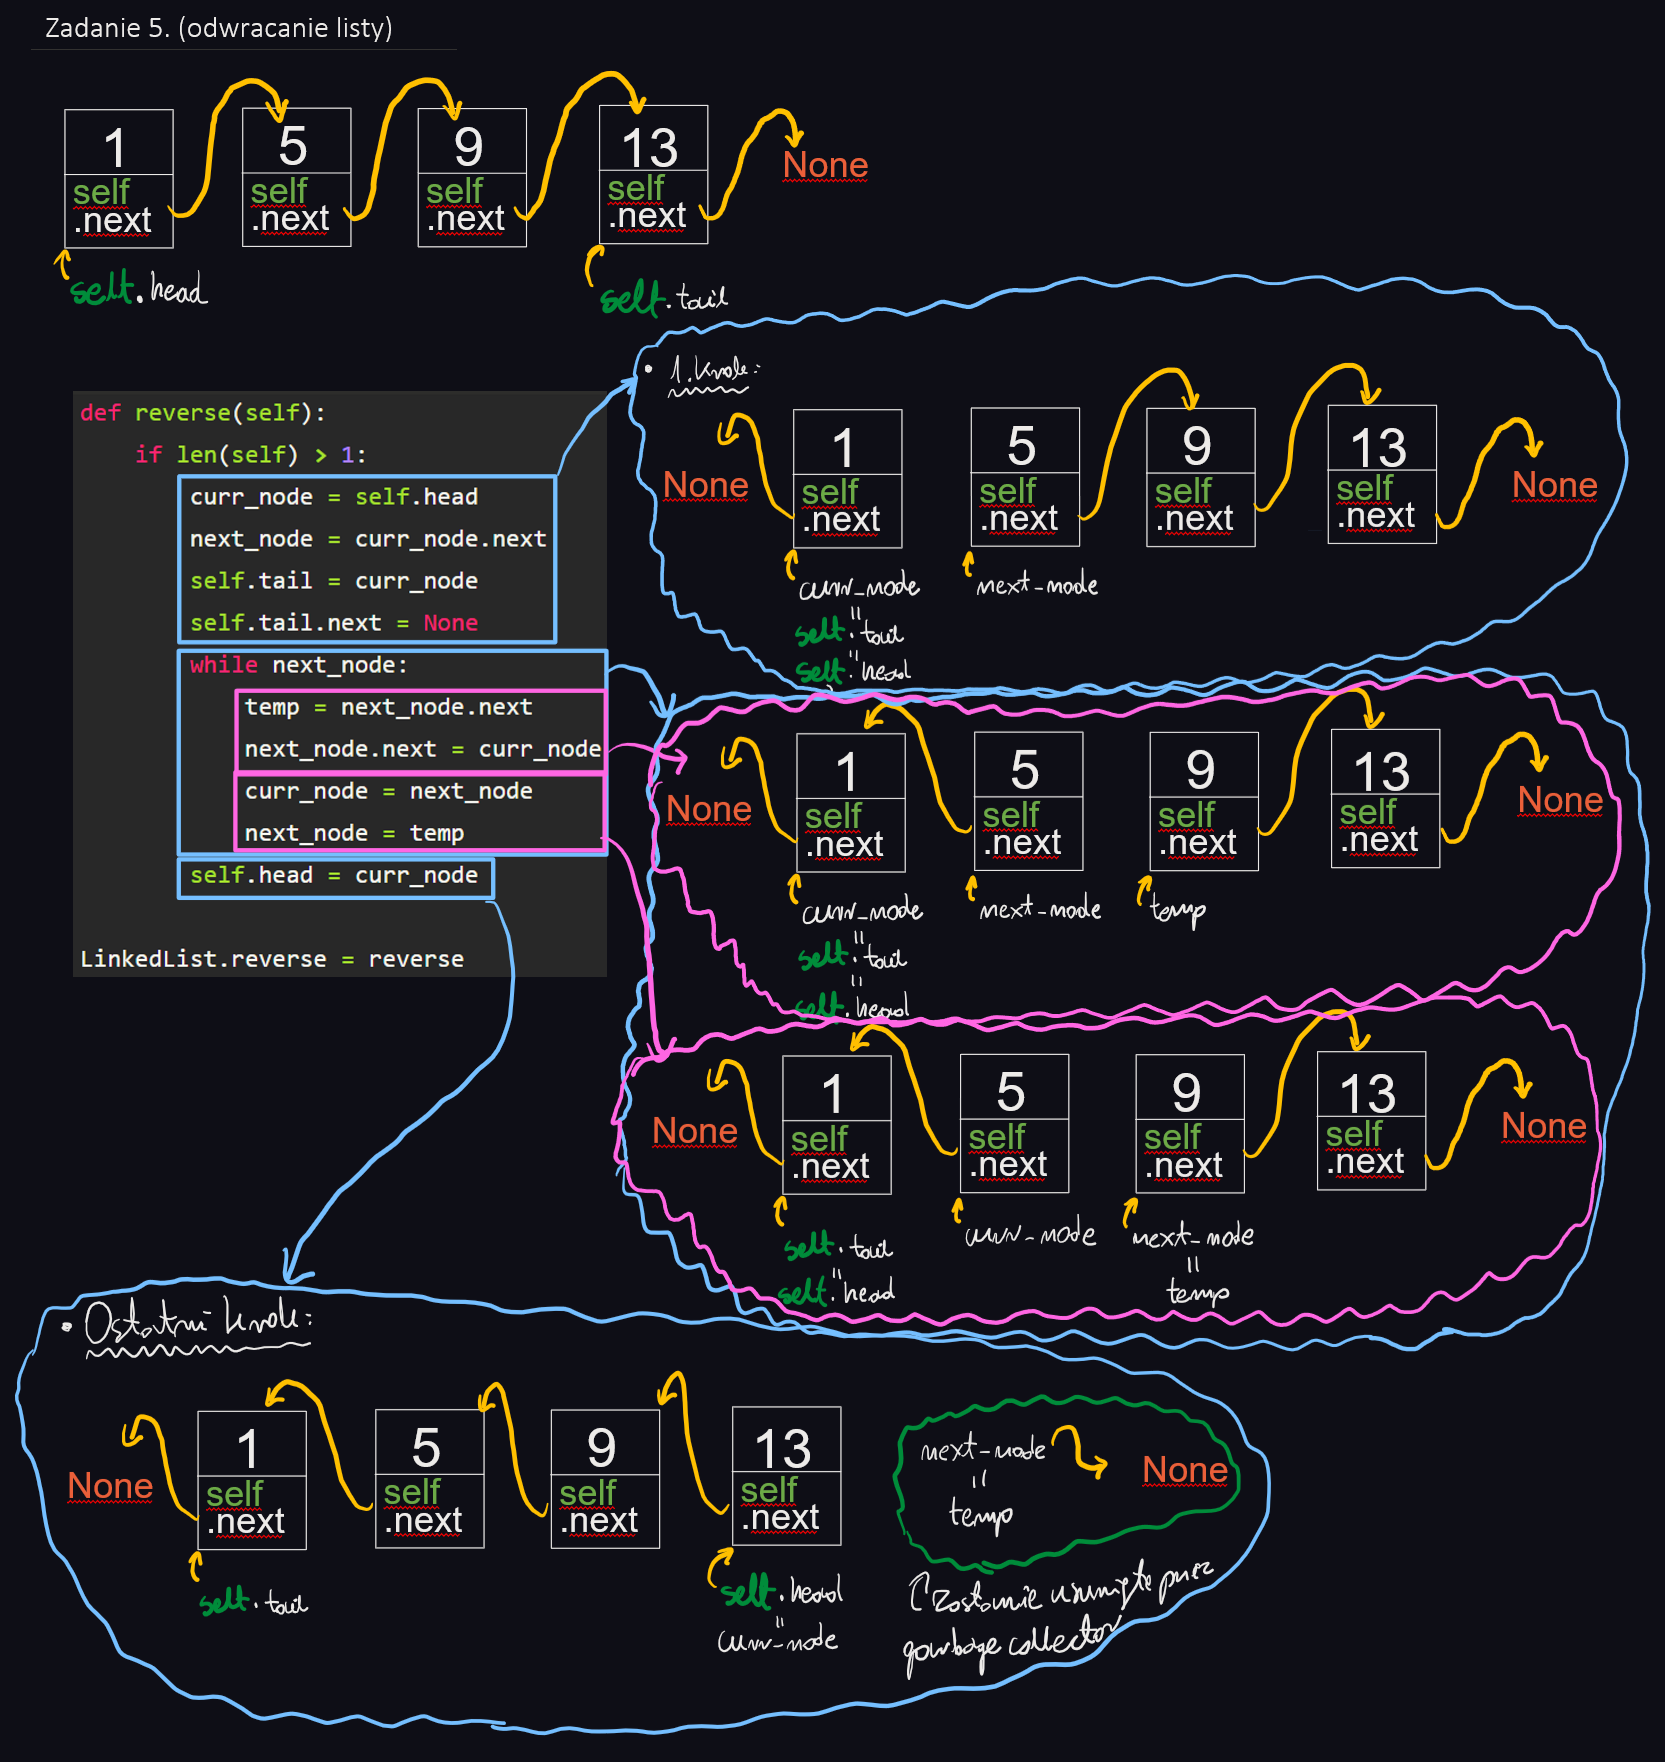 Zadanie 5. (odwracanie listy)
1 5 9 13
None
self self self self
.next .next .next .next
self.head
self.tail
def reverse(self):
if len(self) > 1:
curr_node = self.head
next_node = curr_node.next
self.tail = curr_node
self.tail.next = None
while next_node:
temp = next_node.next
next_node.next = curr_node
curr_node = next_node
next_node = temp
self.head = curr_node
LinkedList.reverse = reverse
• 1. krok:
1 5 9 13
None None
self self self self
.next .next .next .next
curr_node next_node
=
self.tail
=
self.head
1 5 9 13
None None
self self self self
.next .next .next .next
curr_node next_node temp
=
self.tail
=
self.head
1 5 9 13
None None
self self self self
.next .next .next .next
self.tail curr_node next_node
= =
self.head temp
• Ostatni krok:
1 5 9 13
None
self self self self
.next .next .next .next
self.tail self.head
=
curr_node
next_node None
=
temp
(zostanie usunięte przez
garbage collector